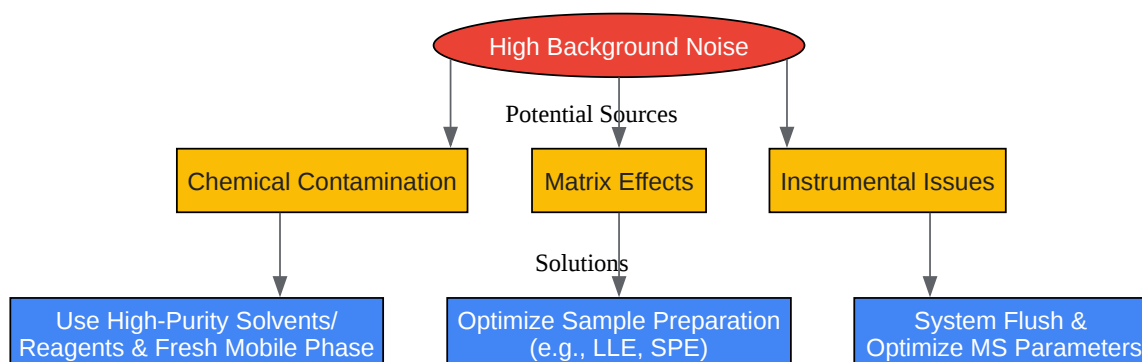 High Background Noise
Potential Sources
Chemical Contamination
Matrix Effects
Instrumental Issues
Solutions
Use High-Purity Solvents/
Reagents & Fresh Mobile Phase
Optimize Sample Preparation
(e.g., LLE, SPE)
System Flush &
Optimize MS Parameters